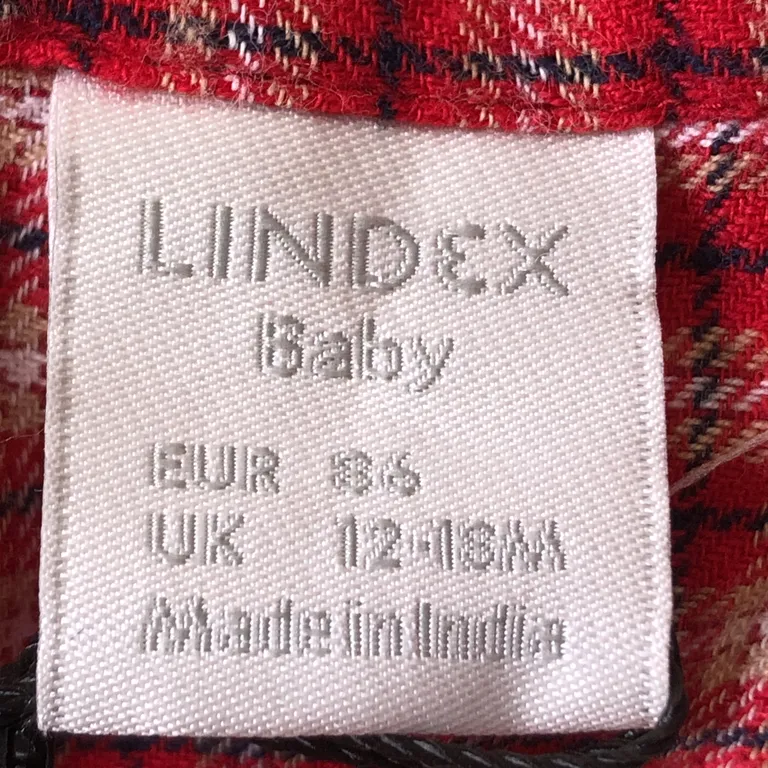 LINDEX
Baby
EUR 86
UK 12-18M
Made in India